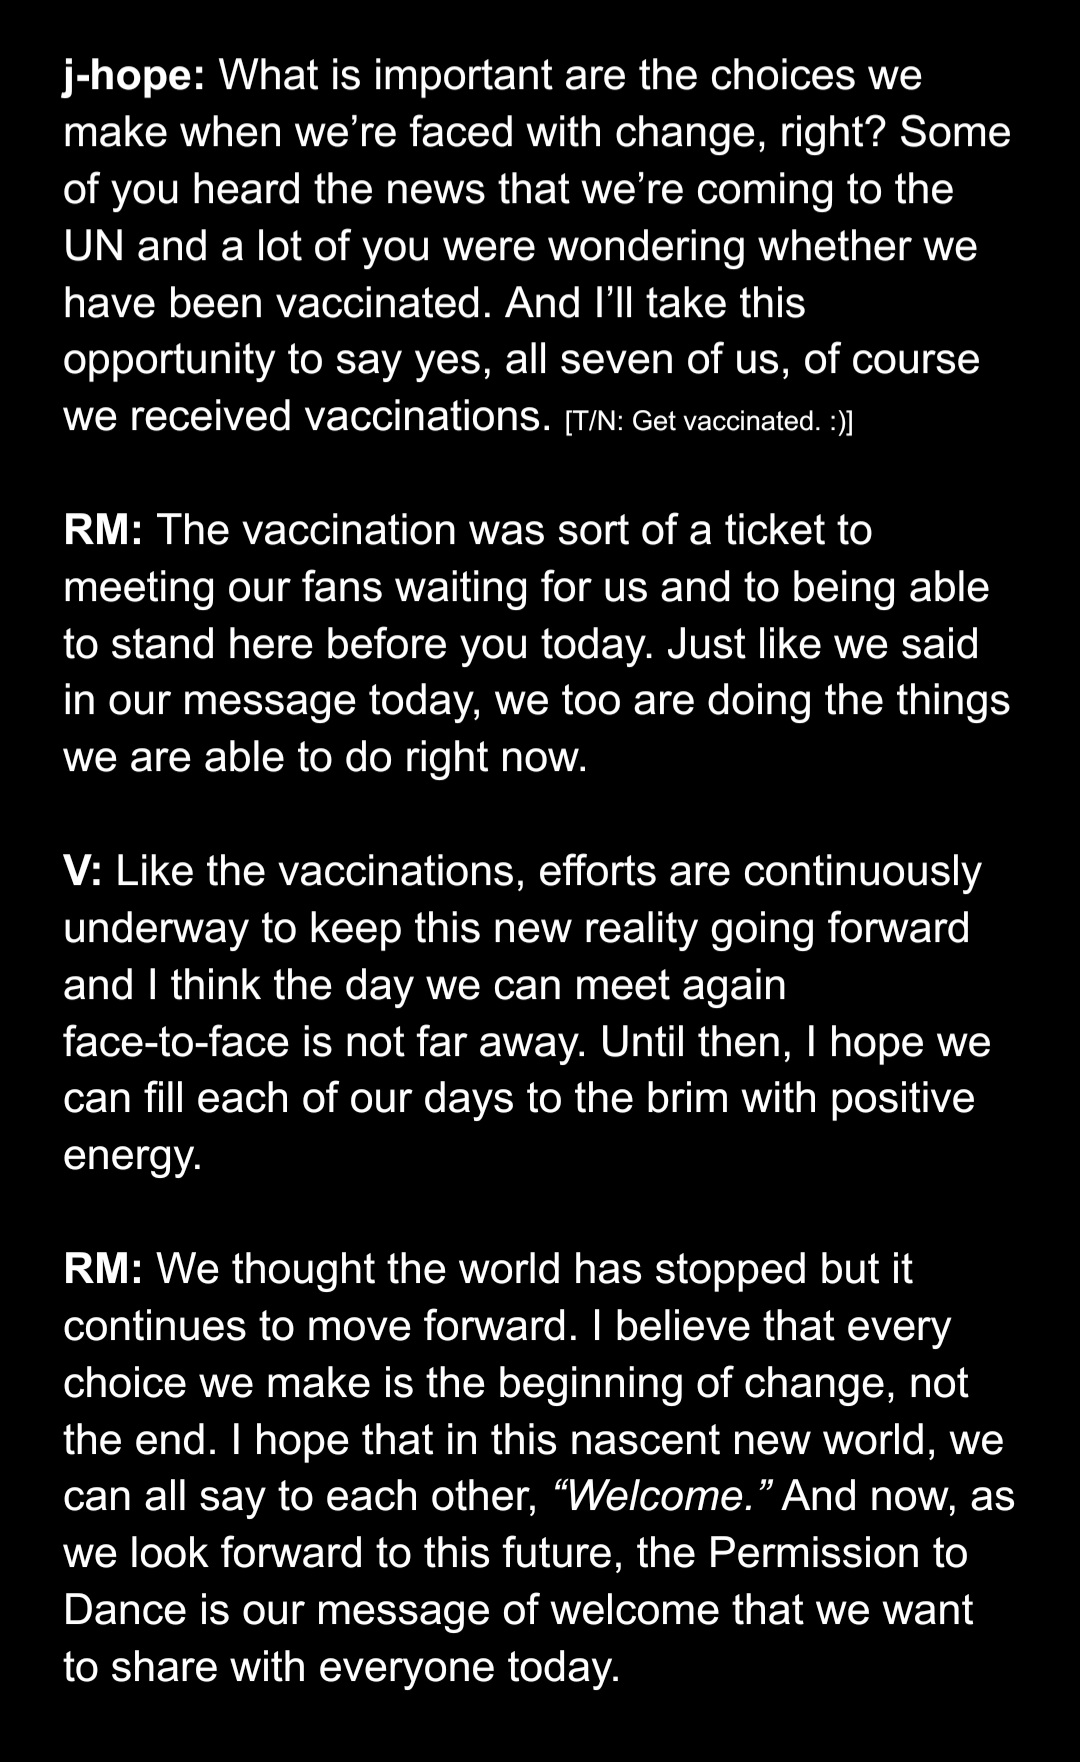 j-hope: What is important are the choices we
make when we’re faced with change, right? Some
of you heard the news that we’re coming to the
UN and a lot of you were wondering whether we
have been vaccinated. And I’ll take this
opportunity to say yes, all seven of us, of course
we received vaccinations. [T/N: Get vaccinated. :)]
RM: The vaccination was sort of a ticket to
meeting our fans waiting for us and to being able
to stand here before you today. Just like we said
in our message today, we too are doing the things
we are able to do right now.
V: Like the vaccinations, efforts are continuously
underway to keep this new reality going forward
and I think the day we can meet again
face-to-face is not far away. Until then, I hope we
can fill each of our days to the brim with positive
energy.
RM: We thought the world has stopped but it
continues to move forward. I believe that every
choice we make is the beginning of change, not
the end. I hope that in this nascent new world, we
can all say to each other, “Welcome.” And now, as
we look forward to this future, the Permission to
Dance is our message of welcome that we want
to share with everyone today.